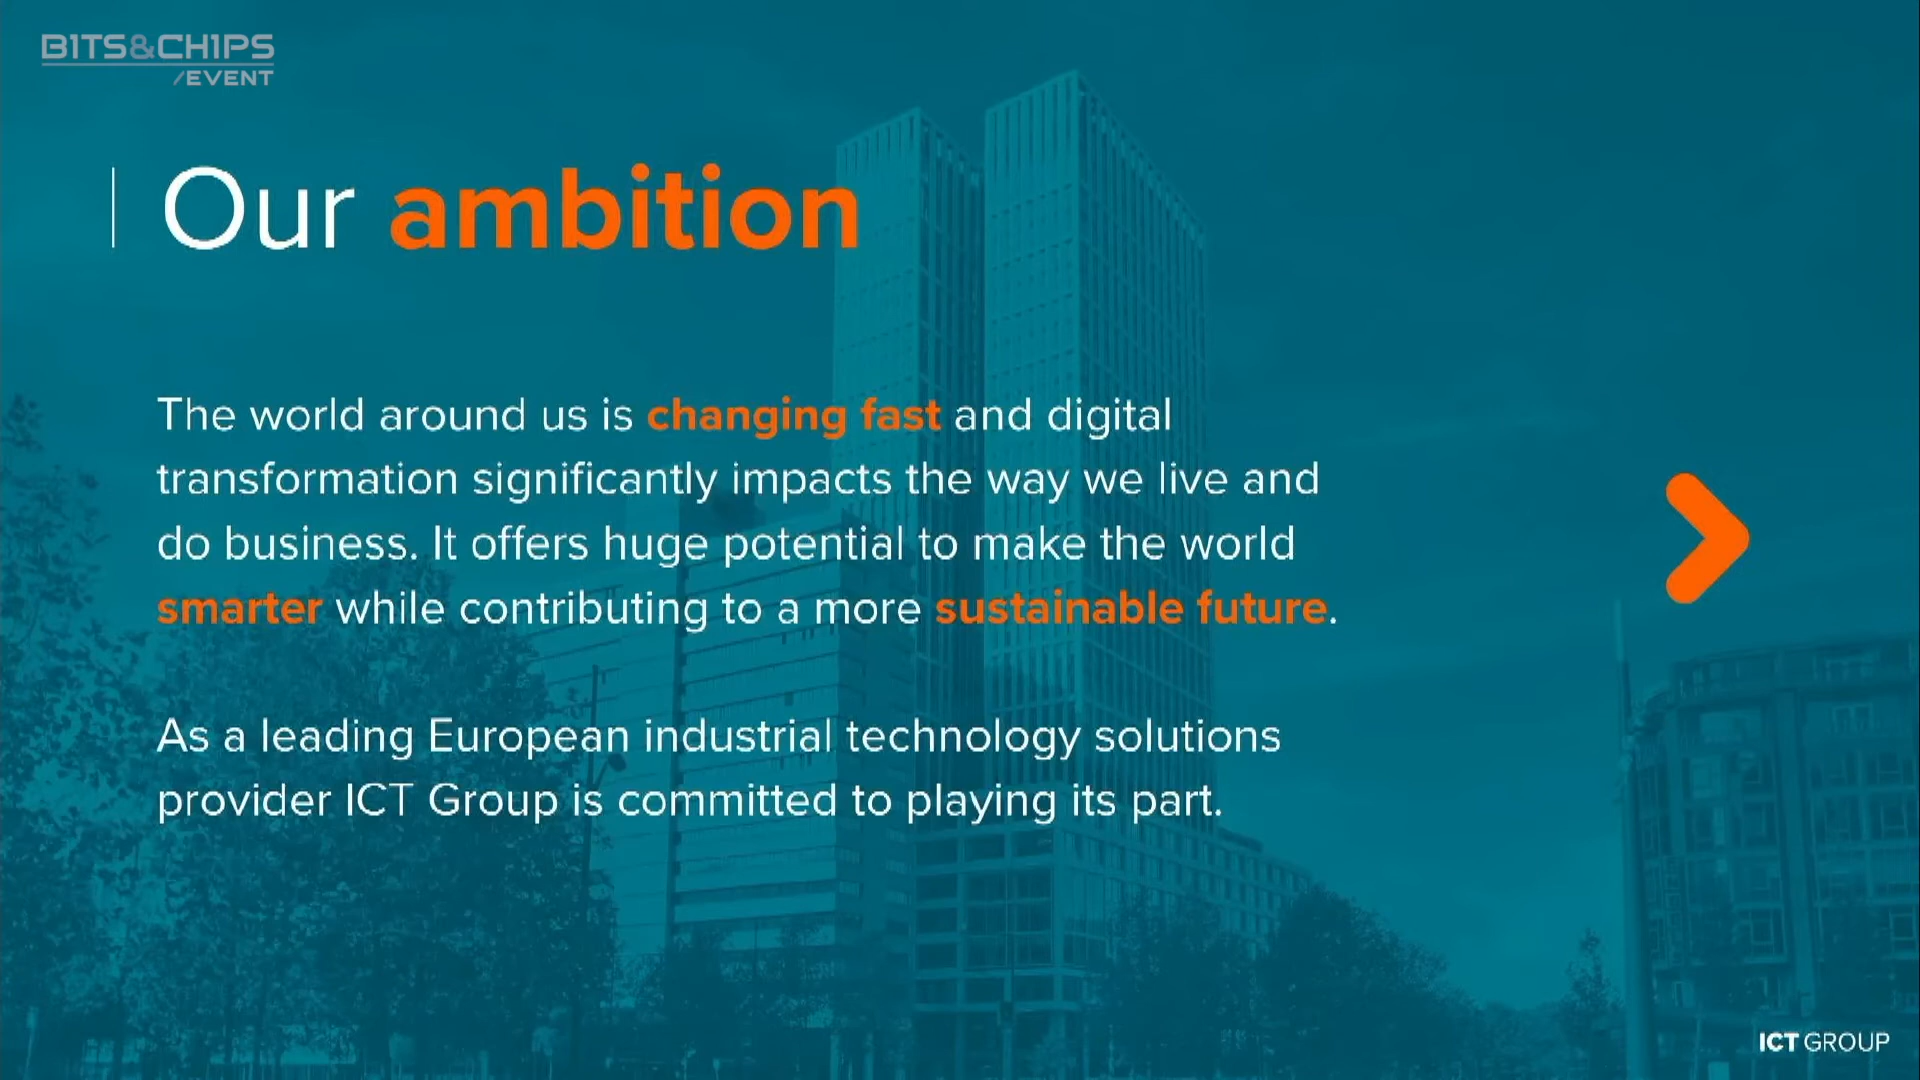 B1TS&CH1PS
/EVENT
Our ambition
The world around us is changing fast and digital
transformation significantly impacts the way we live and
do business. It offers huge potential to make the world
smarter while contributing to a more sustainable future.
As a leading European industrial technology solutions
provider ICT Group is committed to playing its part.
ICT GROUP